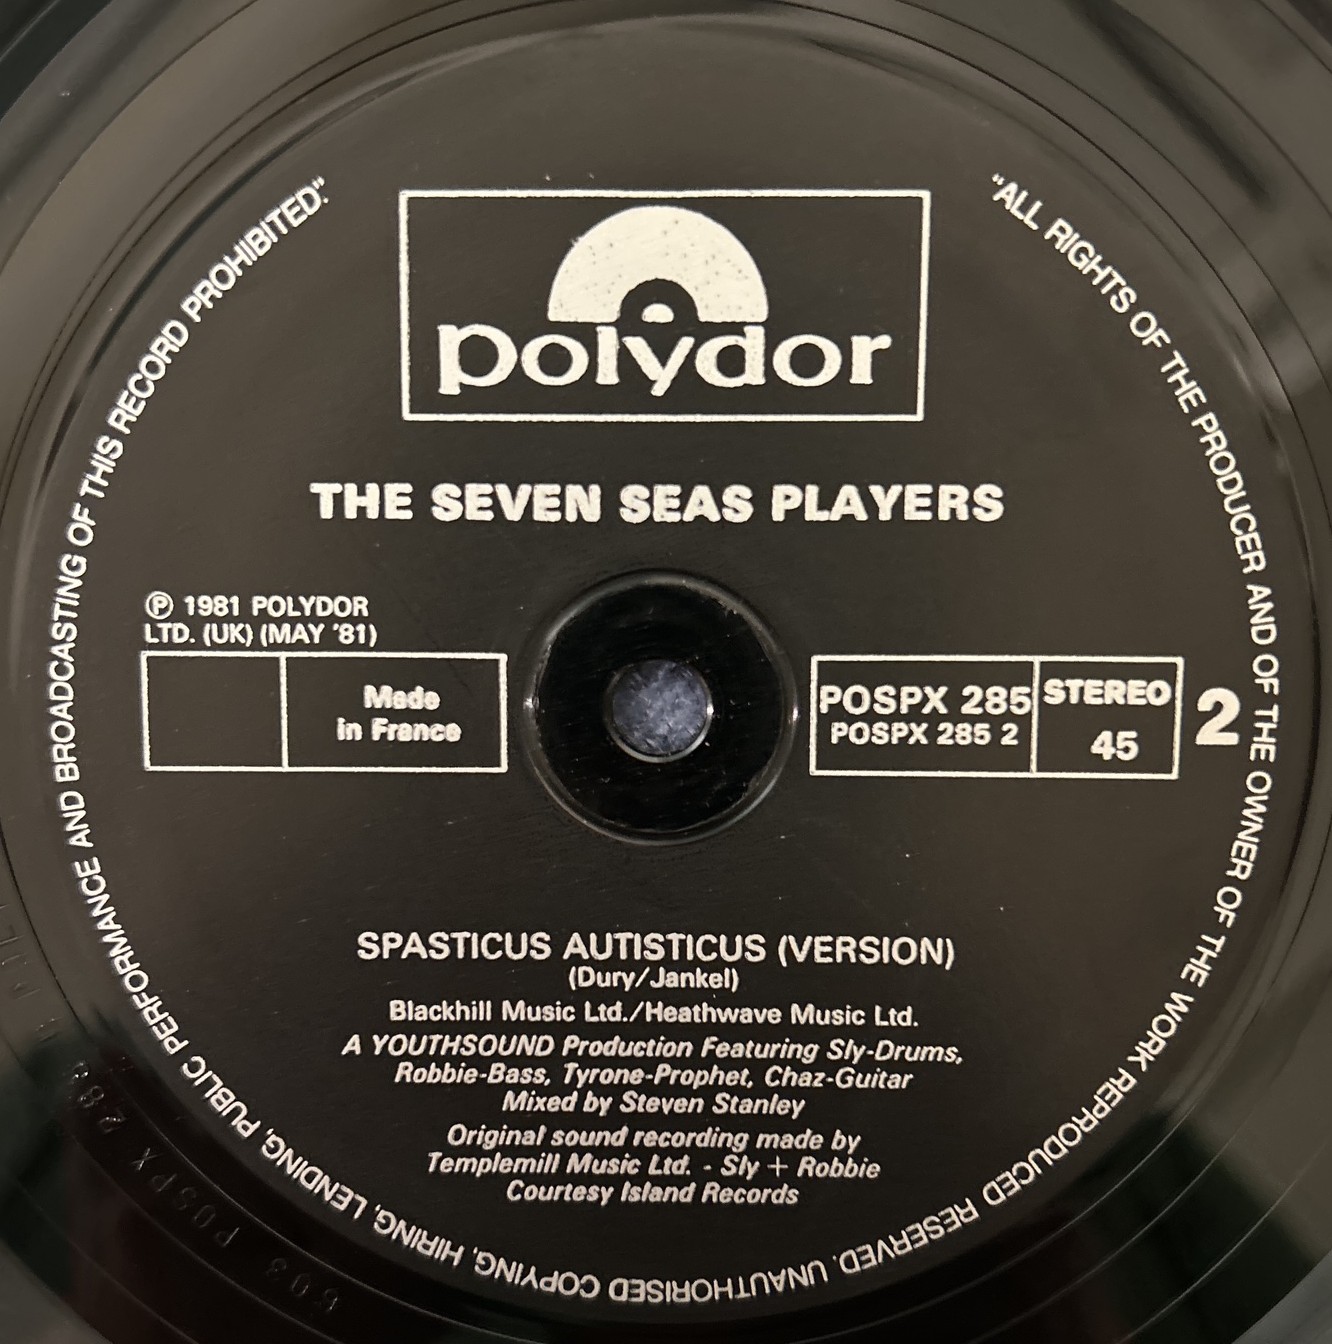 polydor
THE SEVEN SEAS PLAYERS
Ⓟ 1981 POLYDOR
LTD. (UK) (MAY '81)
Made
in France
POSPX 285
POSPX 285 2
STEREO
45
2
SPASTICUS AUTISTICUS (VERSION)
(Dury/Jankel)
Blackhill Music Ltd./Heathwave Music Ltd.
A YOUTHSOUND Production Featuring Sly-Drums,
Robbie-Bass, Tyrone-Prophet, Chaz-Guitar
Mixed by Steven Stanley
Original sound recording made by
Templemill Music Ltd. - Sly + Robbie
Courtesy Island Records
"ALL RIGHTS OF THE PRODUCER AND OF THE OWNER OF THE WORK REPRODUCED RESERVED. UNAUTHORISED COPYING, HIRING, LENDING, PUBLIC PERFORMANCE AND BROADCASTING OF THIS RECORD PROHIBITED."
POSPX 285